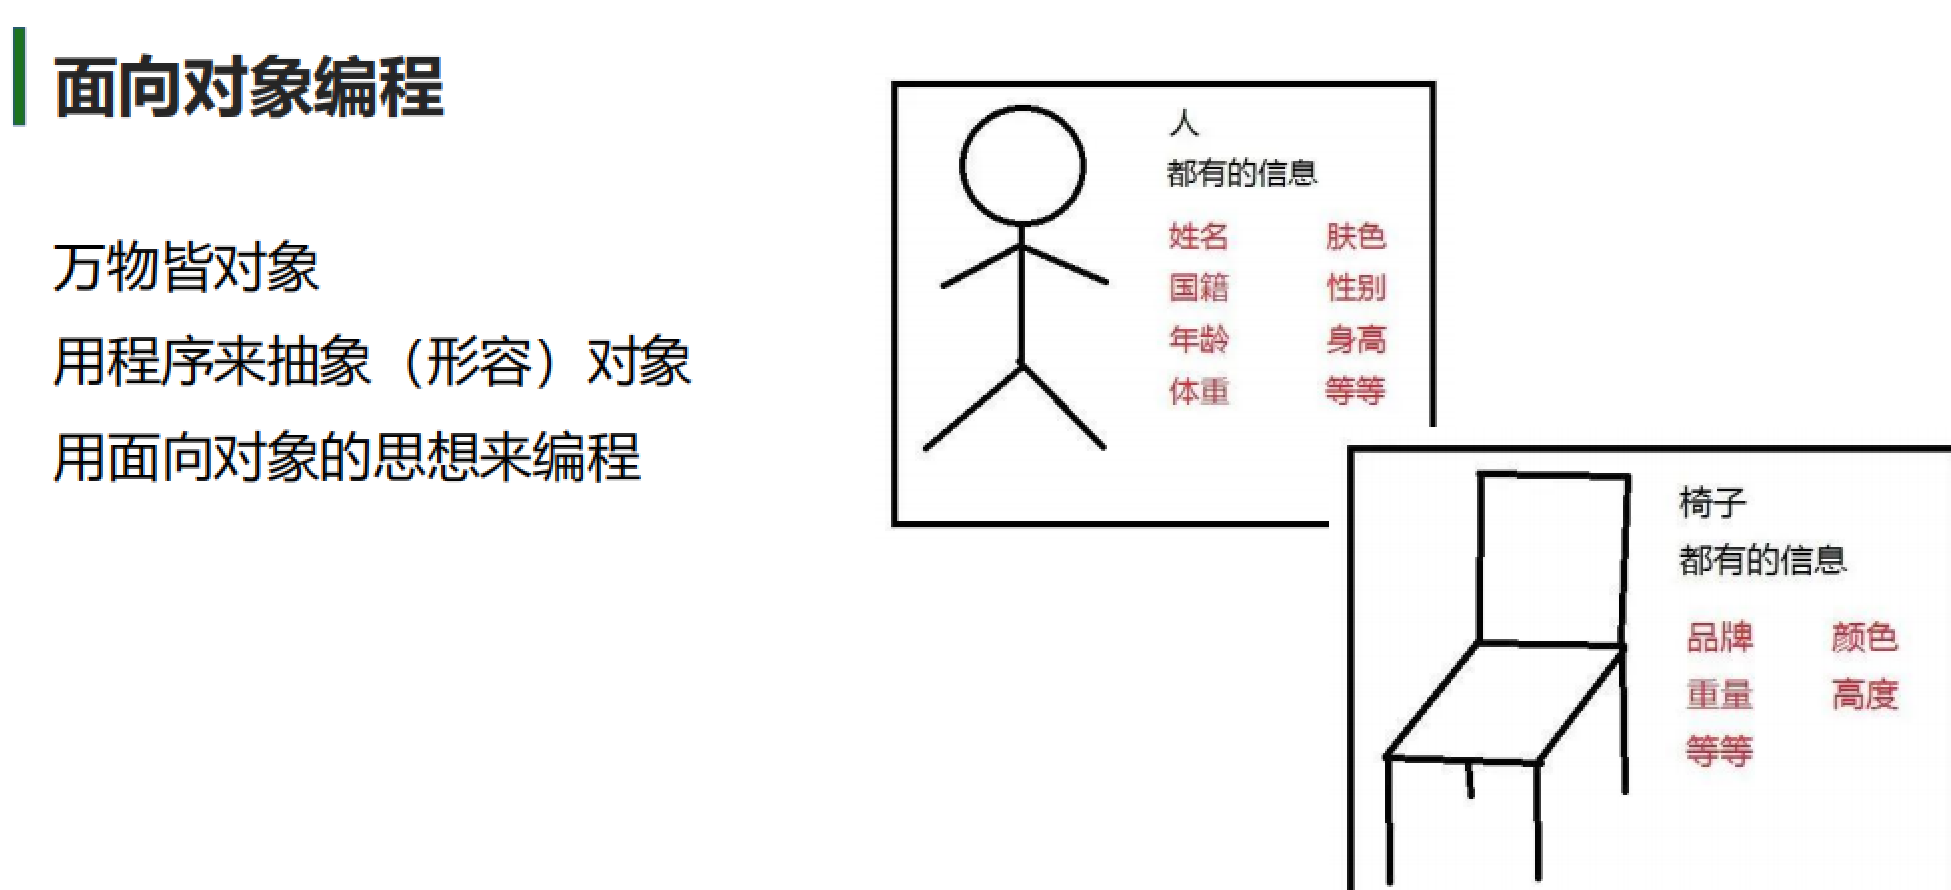 面向对象编程
万物皆对象
用程序来抽象（形容）对象
用面向对象的思想来编程
人
都有的信息
姓名 肤色
国籍 性别
年龄 身高
体重 等等
椅子
都有的信息
品牌 颜色
重量 高度
等等